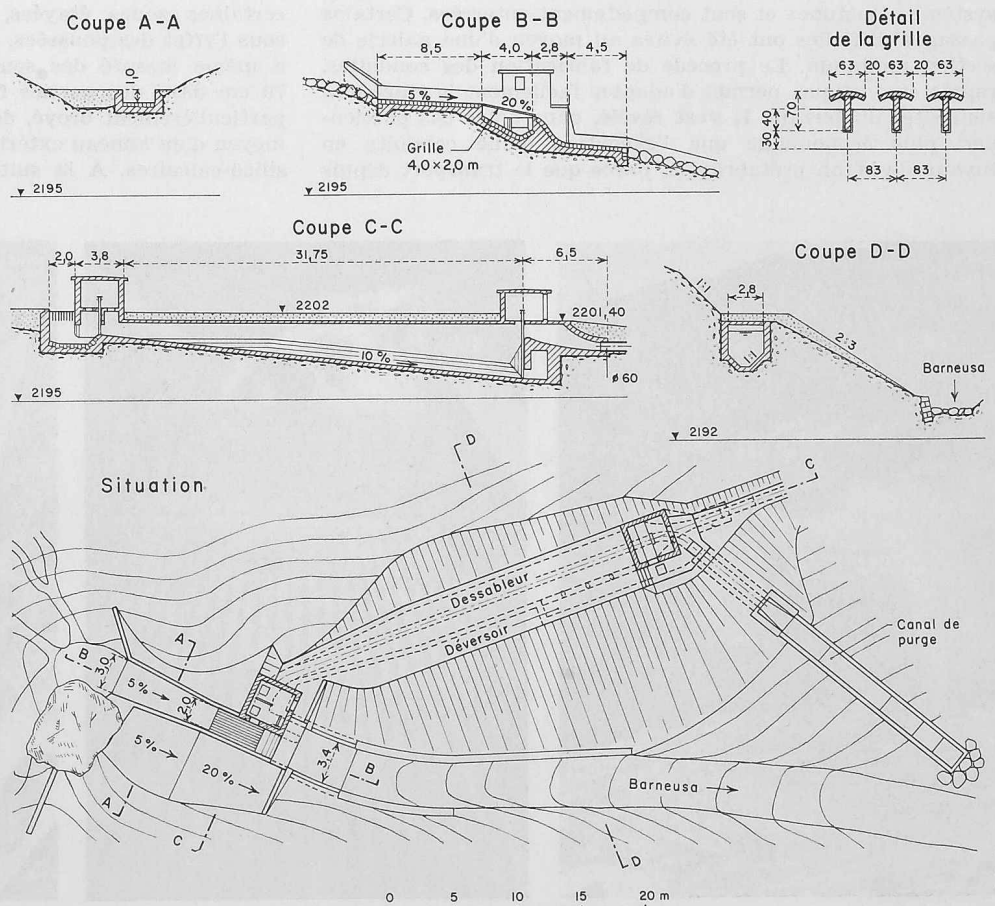 Coupe A-A
1,0
2195
Coupe B-B
8,5 4,0 2,8 4,5
5% 20%
Grille
4,0×2,0 m
2195
Détail
de la grille
63 20 63 20 63
70
30 40
83 83
Coupe C-C
2,0 3,8 31,75 6,5
2202
2201,40
10%
ø 60
2195
Coupe D-D
1:1
2,8
2:3
1:1
Barneusa
2192
Situation
D
C
Dessableur
Déversoir
Canal de
purge
A
B
3,0
5%
2,0
5%
20%
3,4
B
Barneusa
A
C
D
0 5 10 15 20 m